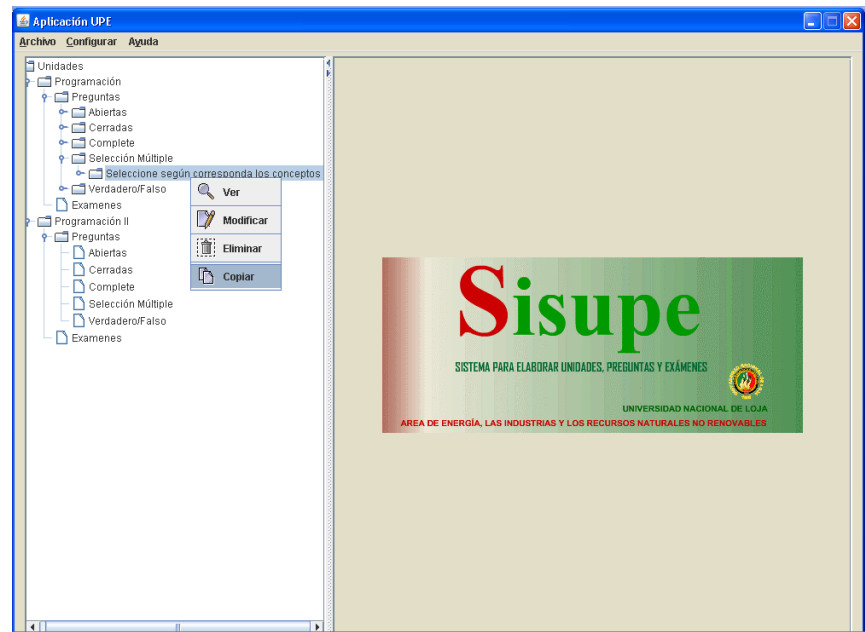 Aplicación UPE
Archivo Configurar Ayuda
Unidades
Programación
Preguntas
Abiertas
Cerradas
Complete
Selección Múltiple
Seleccione según corresponda los conceptos
Verdadero/Falso
Examenes
Programación II
Preguntas
Abiertas
Cerradas
Complete
Selección Múltiple
Verdadero/Falso
Examenes
Ver
Modificar
Eliminar
Copiar
Sisupe
SISTEMA PARA ELABORAR UNIDADES, PREGUNTAS Y EXÁMENES
UNIVERSIDAD NACIONAL DE LOJA
AREA DE ENERGÌA, LAS INDUSTRIAS Y LOS RECURSOS NATURALES NO RENOVABLES